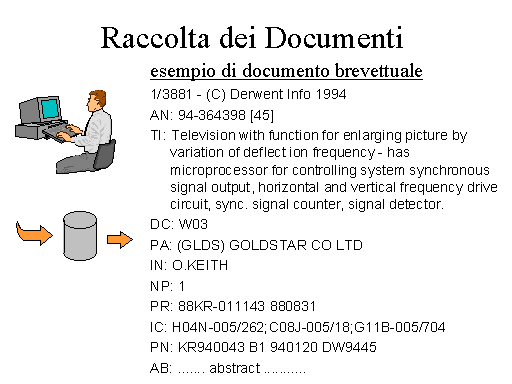 Raccolta dei Documenti
esempio di documento brevettuale
1/3881 - (C) Derwent Info 1994
AN: 94-364398 [45]
TI: Television with function for enlarging picture by
variation of deflect ion frequency - has
microprocessor for controlling system synchronous
signal output, horizontal and vertical frequency drive
circuit, sync. signal counter, signal detector.
DC: W03
PA: (GLDS) GOLDSTAR CO LTD
IN: O.KEITH
NP: 1
PR: 88KR-011143 880831
IC: H04N-005/262;C08J-005/18;G11B-005/704
PN: KR940043 B1 940120 DW9445
AB: ....... abstract ...........